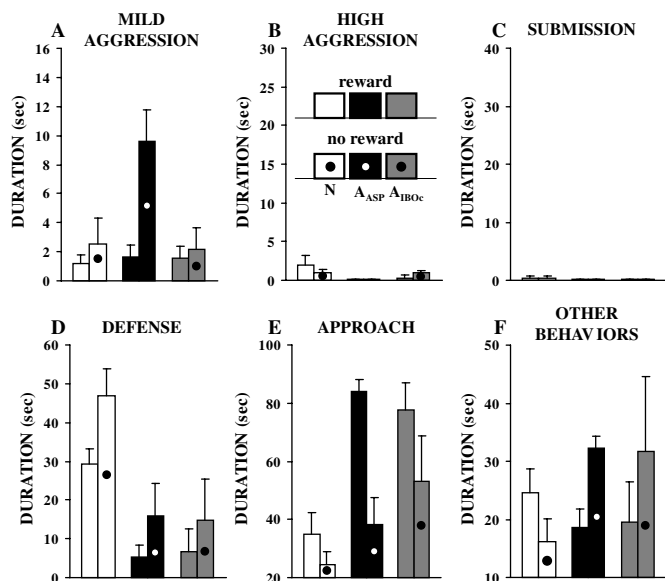 A
MILD
AGGRESSION
DURATION (sec)
16
14
12
10
8
6
4
2
0
B
HIGH
AGGRESSION
DURATION (sec)
30
25
20
15
10
5
0
reward
no reward
N
A_ASP
A_IBOc
C
SUBMISSION
DURATION (sec)
40
30
20
10
0
D
DEFENSE
DURATION (sec)
60
50
40
30
20
10
0
E
APPROACH
DURATION (sec)
100
80
60
40
20
F
OTHER
BEHAVIORS
DURATION (sec)
50
40
30
20
10